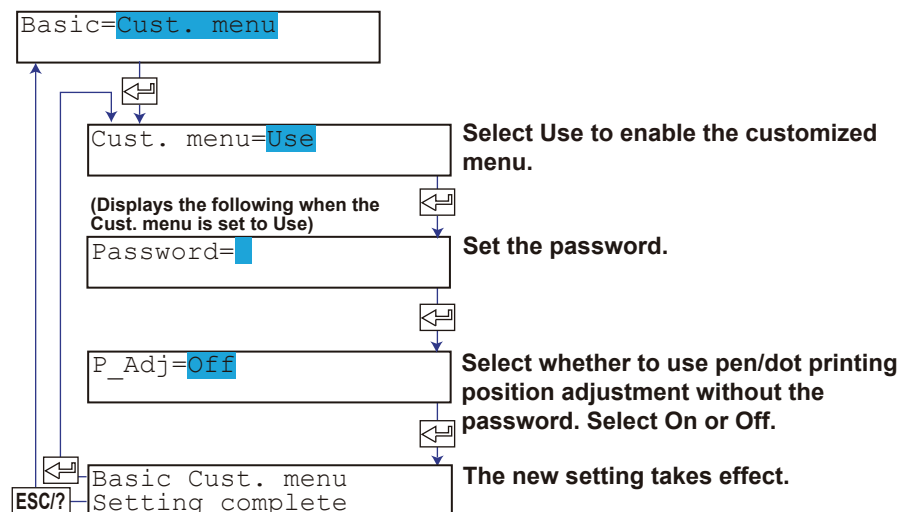 Basic=Cust. menu
Cust. menu=Use
Select Use to enable the customized
menu.
(Displays the following when the
Cust. menu is set to Use)
Password=
Set the password.
P_Adj=Off
Select whether to use pen/dot printing
position adjustment without the
password. Select On or Off.
Basic Cust. menu
Setting complete
The new setting takes effect.
ESC/?